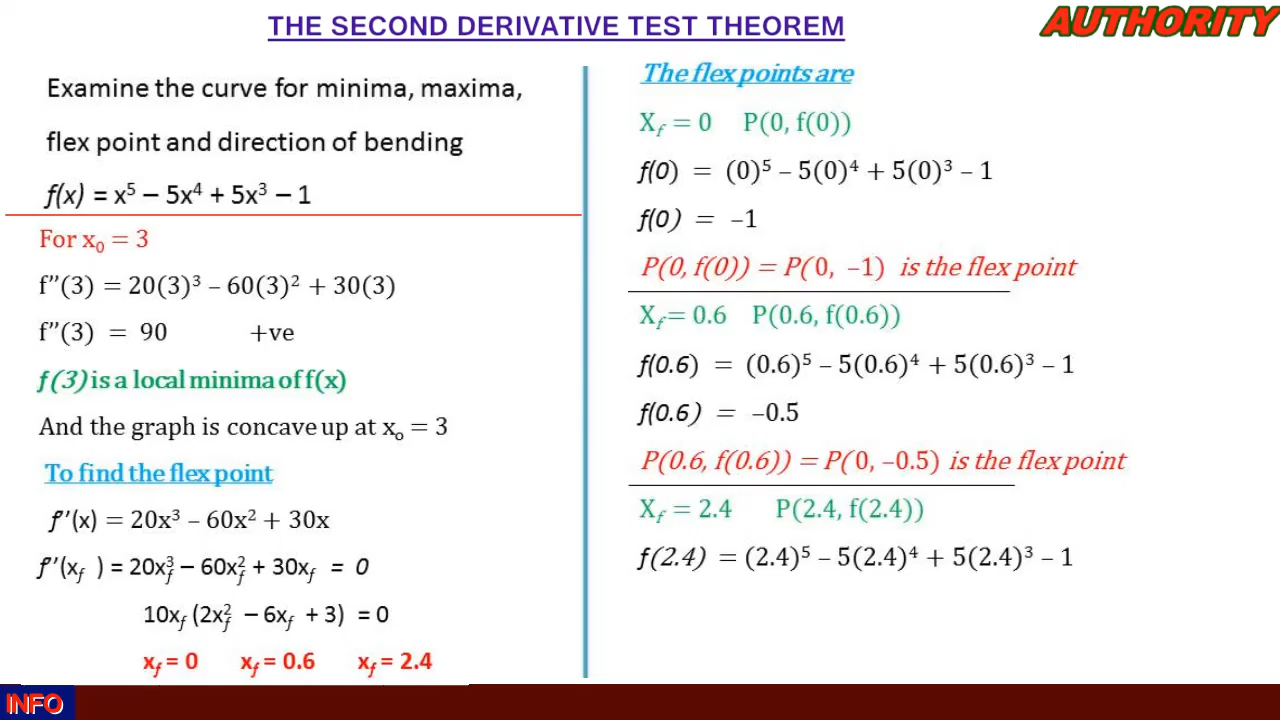 THE SECOND DERIVATIVE TEST THEOREM
AUTHORITY
Examine the curve for minima, maxima,
flex point and direction of bending
f(x) = x⁵ – 5x⁴ + 5x³ – 1
For x₀ = 3
f”(3) = 20(3)³ – 60(3)² + 30(3)
f”(3) = 90 +ve
f(3) is a local minima of f(x)
And the graph is concave up at xₒ = 3
To find the flex point
f”(x) = 20x³ – 60x² + 30x
f”(x_f ) = 20x_f³ – 60x_f² + 30x_f = 0
10x_f (2x_f² – 6x_f + 3) = 0
x_f = 0 x_f = 0.6 x_f = 2.4
The flex points are
X_f = 0 P(0, f(0))
f(0) = (0)⁵ – 5(0)⁴ + 5(0)³ – 1
f(0) = –1
P(0, f(0)) = P(0, –1) is the flex point
X_f = 0.6 P(0.6, f(0.6))
f(0.6) = (0.6)⁵ – 5(0.6)⁴ + 5(0.6)³ – 1
f(0.6) = –0.5
P(0.6, f(0.6)) = P(0, –0.5) is the flex point
X_f = 2.4 P(2.4, f(2.4))
f(2.4) = (2.4)⁵ – 5(2.4)⁴ + 5(2.4)³ – 1
INFO